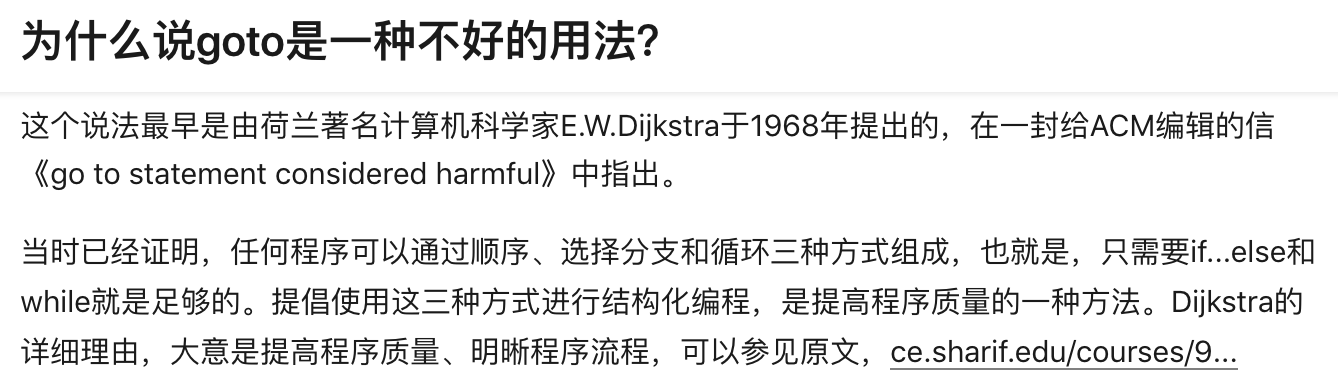 为什么说goto是一种不好的用法?
这个说法最早是由荷兰著名计算机科学家E.W.Dijkstra于1968年提出的，在一封给ACM编辑的信
《go to statement considered harmful》中指出。
当时已经证明，任何程序可以通过顺序、选择分支和循环三种方式组成，也就是，只需要if...else和
while就是足够的。提倡使用这三种方式进行结构化编程，是提高程序质量的一种方法。Dijkstra的
详细理由，大意是提高程序质量、明晰程序流程，可以参见原文，ce.sharif.edu/courses/9...